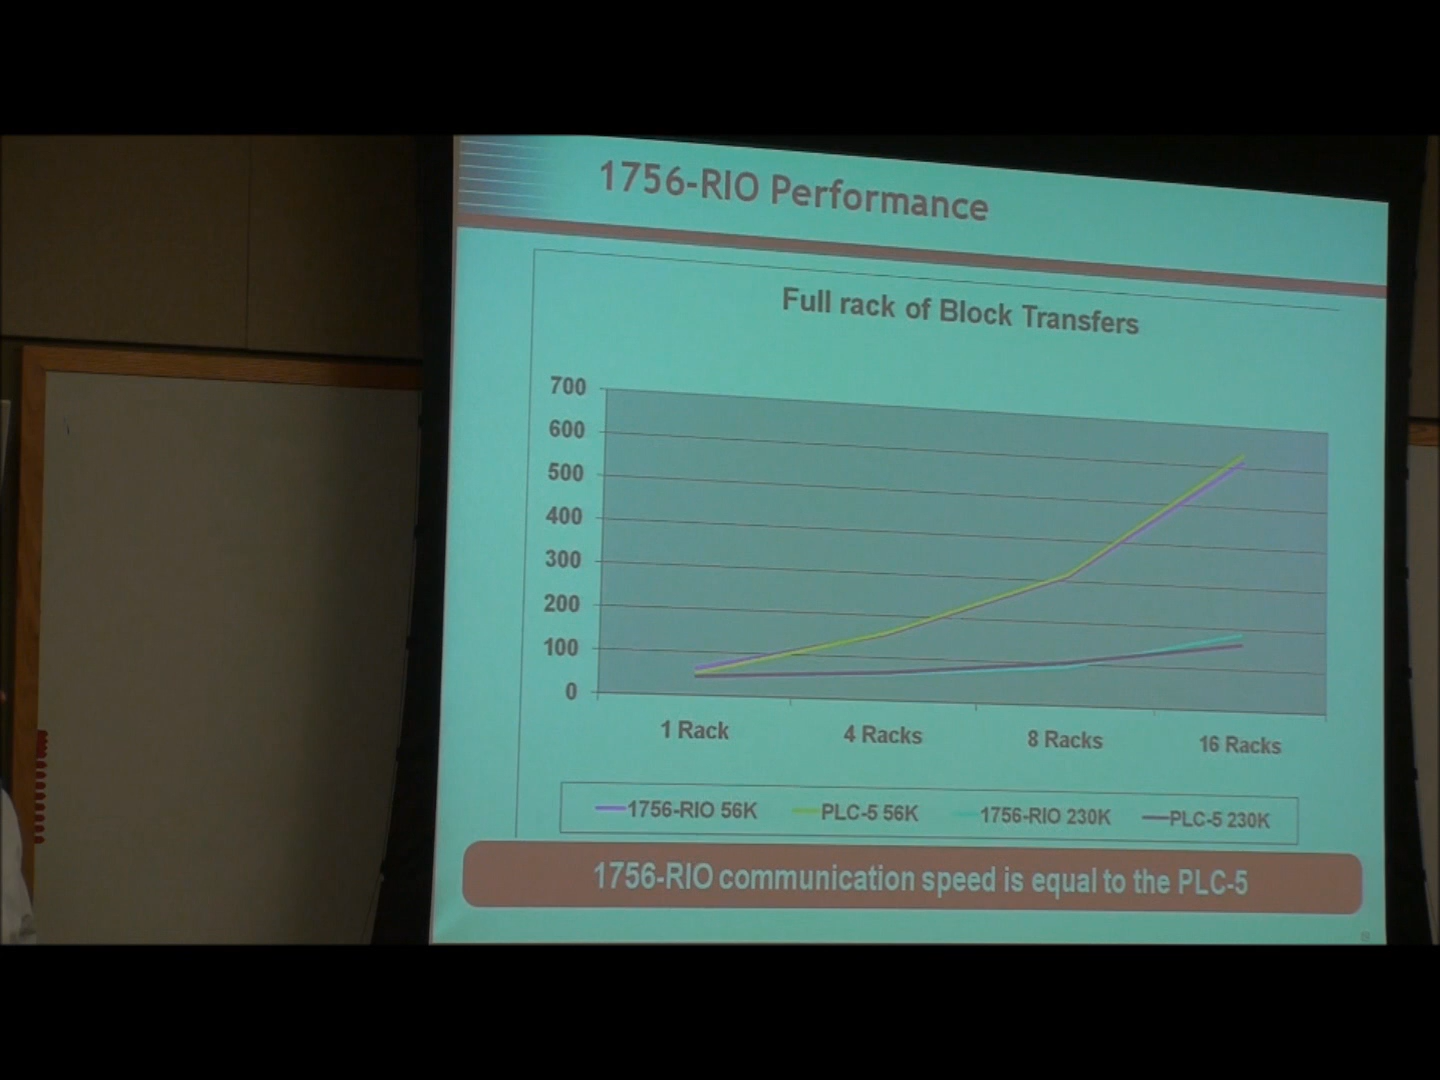 1756-RIO Performance
Full rack of Block Transfers
700
600
500
400
300
200
100
0
1 Rack 4 Racks 8 Racks 16 Racks
1756-RIO 56K PLC-5 56K 1756-RIO 230K PLC-5 230K
1756-RIO communication speed is equal to the PLC-5